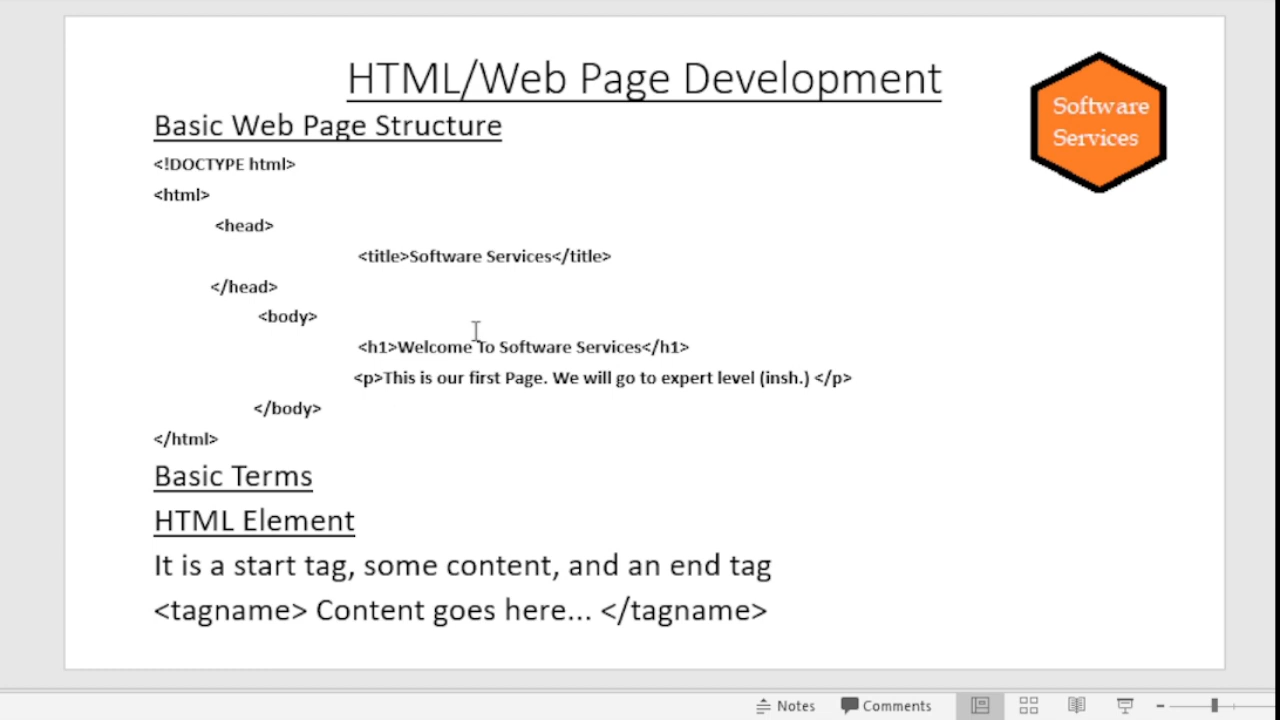 HTML/Web Page Development
Software
Services
Basic Web Page Structure
<!DOCTYPE html>
<html>
<head>
<title>Software Services</title>
</head>
<body>
<h1>Welcome To Software Services</h1>
<p>This is our first Page. We will go to expert level (insh.) </p>
</body>
</html>
Basic Terms
HTML Element
It is a start tag, some content, and an end tag
<tagname> Content goes here... </tagname>
Notes Comments